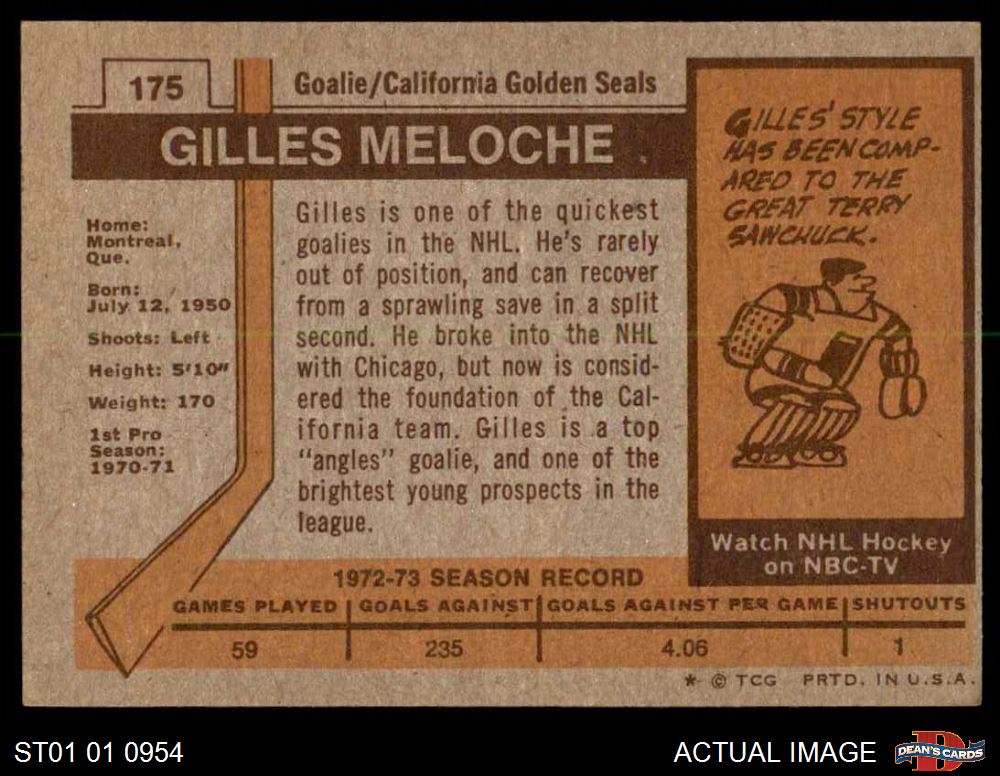 175
Goalie/California Golden Seals
GILLES MELOCHE
Home:
Montreal,
Que.
Born:
July 12, 1950
Shoots: Left
Height: 5'10"
Weight: 170
1st Pro
Season:
1970-71
Gilles is one of the quickest
goalies in the NHL. He's rarely
out of position, and can recover
from a sprawling save in a split
second. He broke into the NHL
with Chicago, but now is consid-
ered the foundation of the Cal-
ifornia team. Gilles is a top
"angles" goalie, and one of the
brightest young prospects in the
league.
GILLES' STYLE
HAS BEEN COMP-
ARED TO THE
GREAT TERRY
SAWCHUCK.
Watch NHL Hockey
on NBC-TV
1972-73 SEASON RECORD
GAMES PLAYED GOALS AGAINST GOALS AGAINST PER GAME SHUTOUTS
59 235 4.06 1
* © TCG PRTD. IN U.S.A.
ST01 01 0954
ACTUAL IMAGE
DEAN'S CARDS